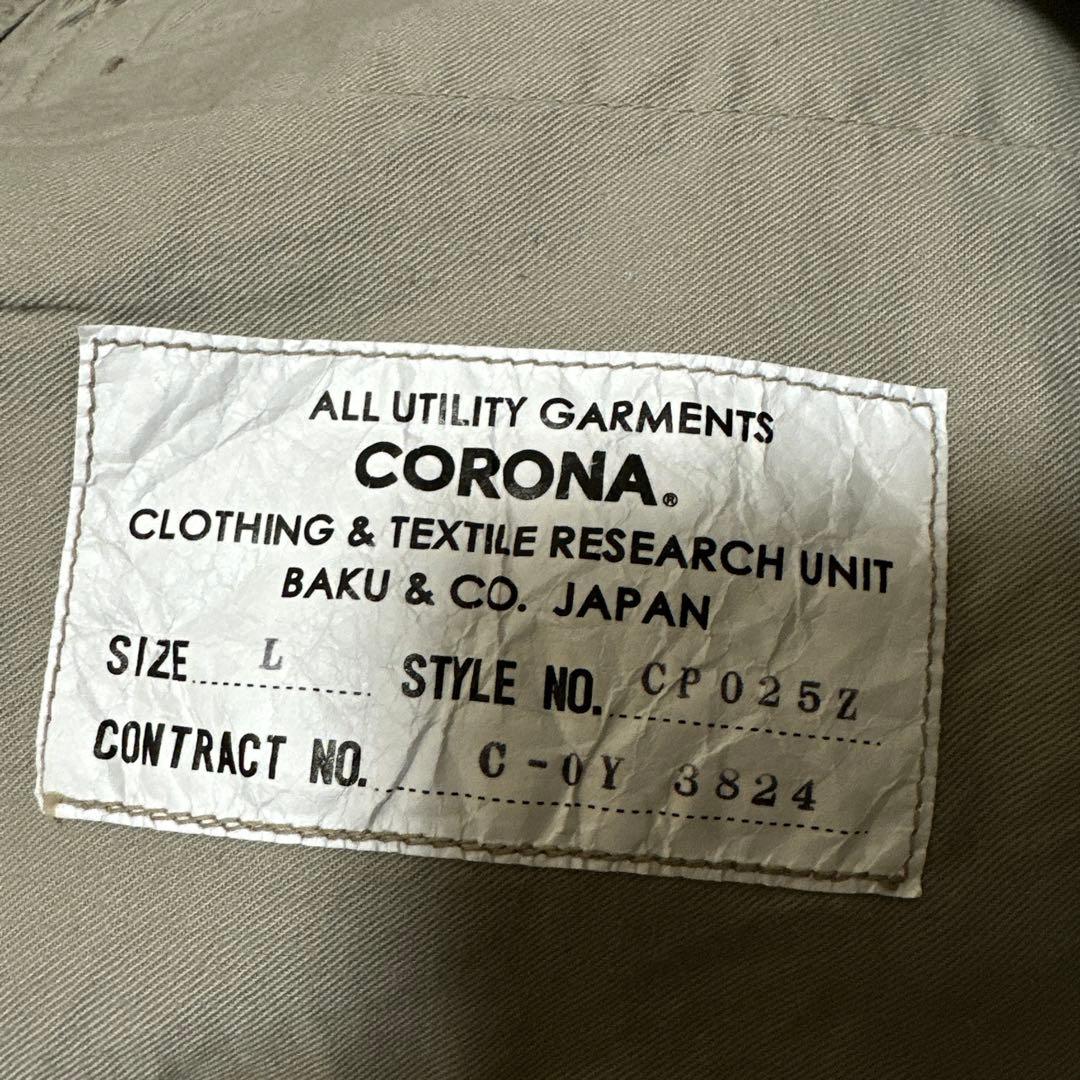 ALL UTILITY GARMENTS
CORONA®
CLOTHING & TEXTILE RESEARCH UNIT
BAKU & CO. JAPAN
SIZE L STYLE NO. CP025Z
CONTRACT NO. C-0Y 3824